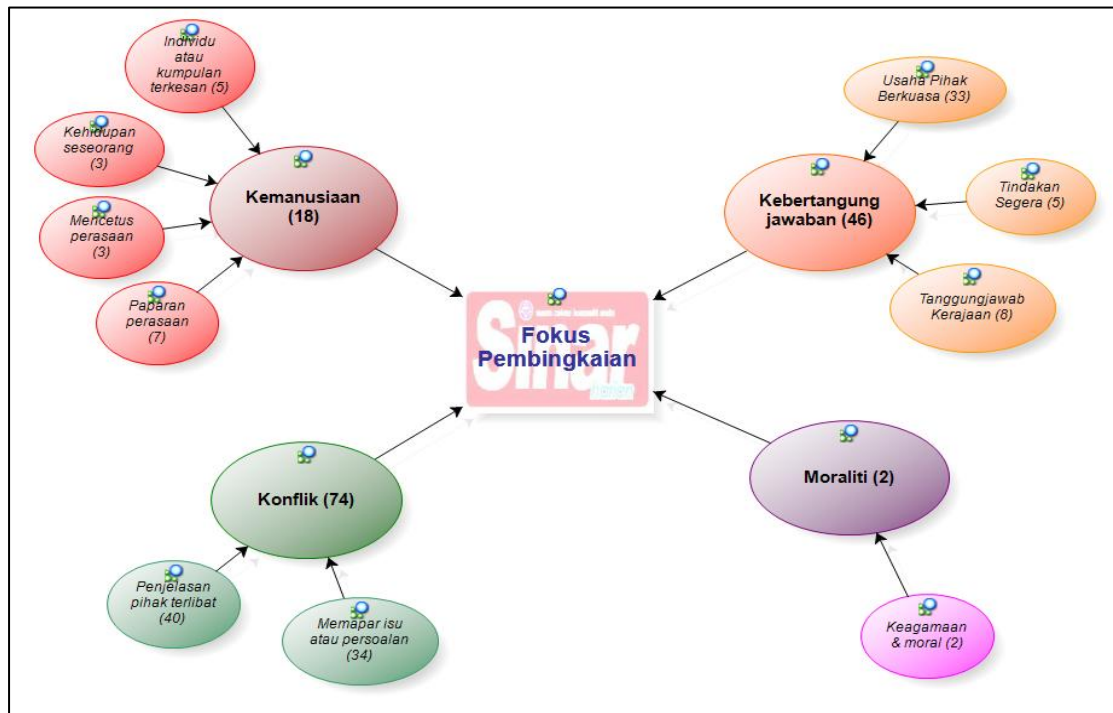 Individu
atau
kumpulan
terkesan (5)
Kehidupan
seseorang
(3)
Mencetus
perasaan
(3)
Paparan
perasaan
(7)
Kemanusiaan
(18)
Usaha Pihak
Berkuasa (33)
Tindakan
Segera (5)
Tanggungjawab
Kerajaan (8)
Kebertangung
jawaban (46)
Sinar
Fokus
Pembingkaian
Konflik (74)
Penjelasan
pihak terlibat
(40)
Memapar isu
atau persoalan
(34)
Moraliti (2)
Keagamaan
& moral (2)